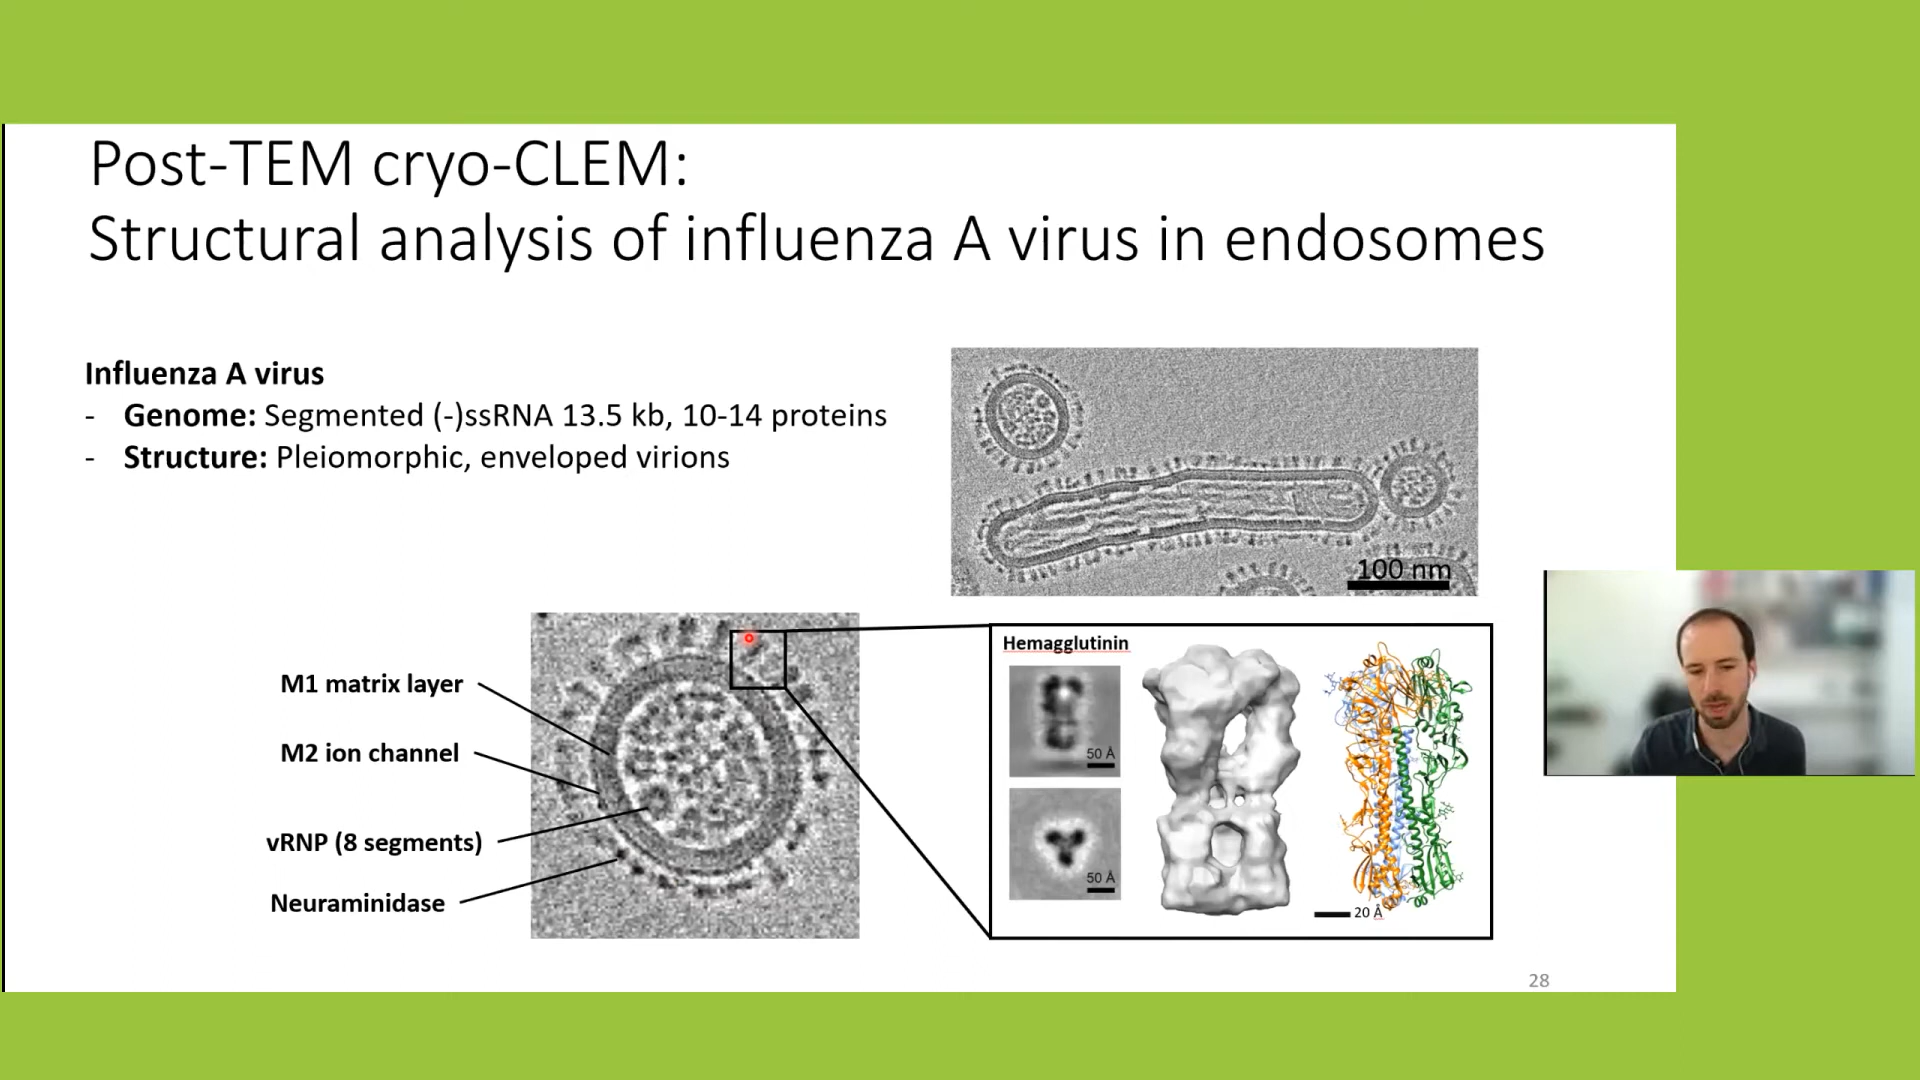 Post-TEM cryo-CLEM:
Structural analysis of influenza A virus in endosomes
Influenza A virus
- Genome: Segmented (-)ssRNA 13.5 kb, 10-14 proteins
- Structure: Pleiomorphic, enveloped virions
100 nm
M1 matrix layer
M2 ion channel
vRNP (8 segments)
Neuraminidase
Hemagglutinin
50 Å
50 Å
20 Å
28